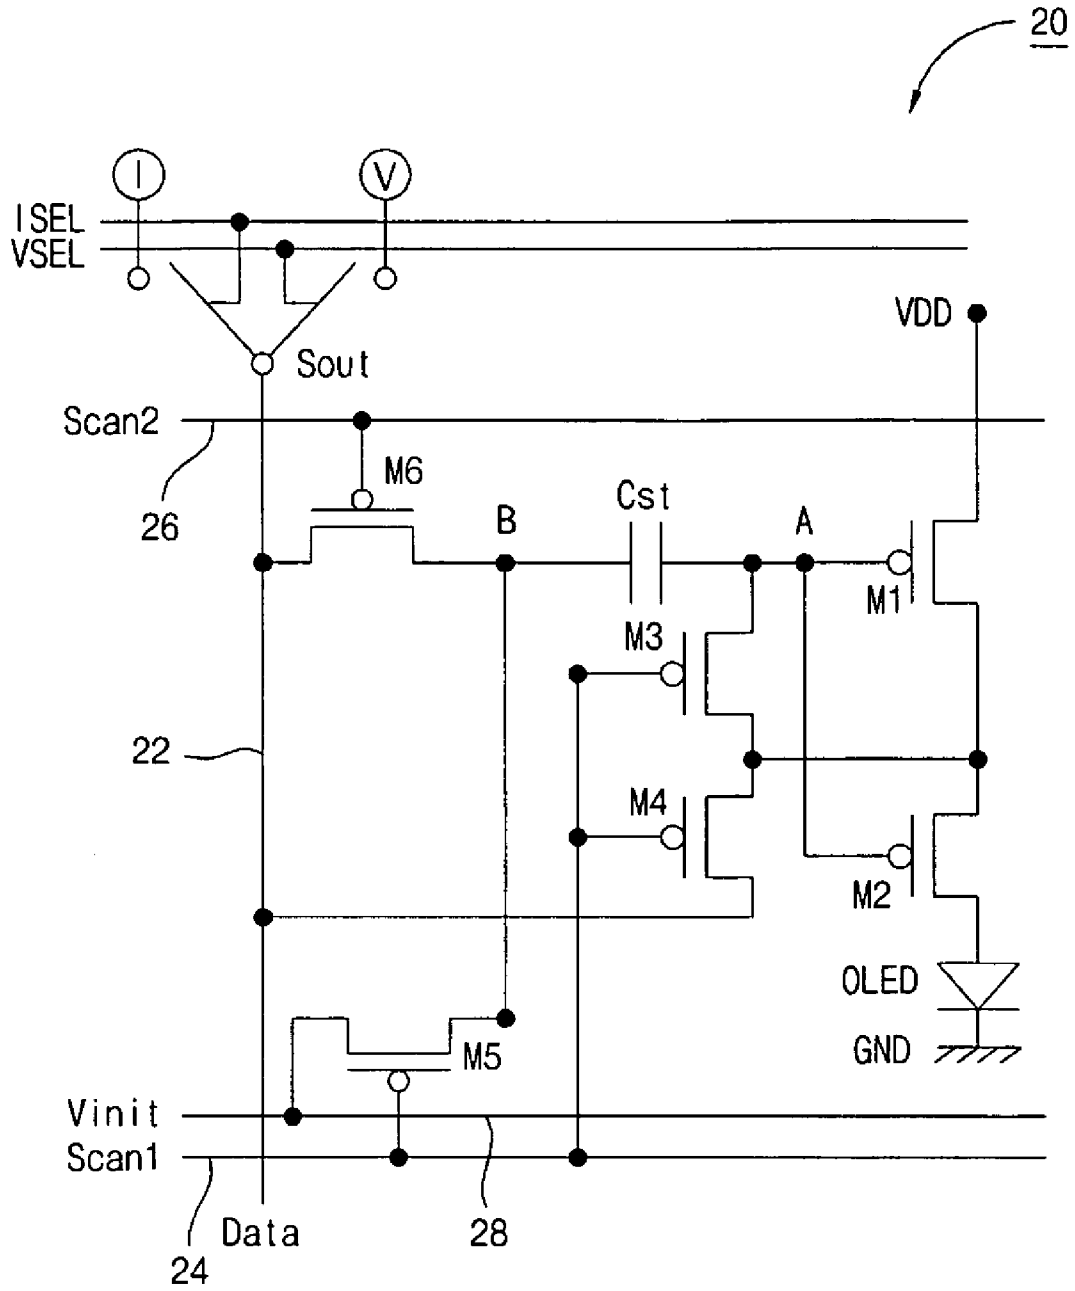 20
I
V
ISEL
VSEL
VDD
Sout
Scan2
M6
26
Cst
B
A
M1
M3
22
M4
M2
OLED
GND
M5
Vinit
Scan1
28
Data
24